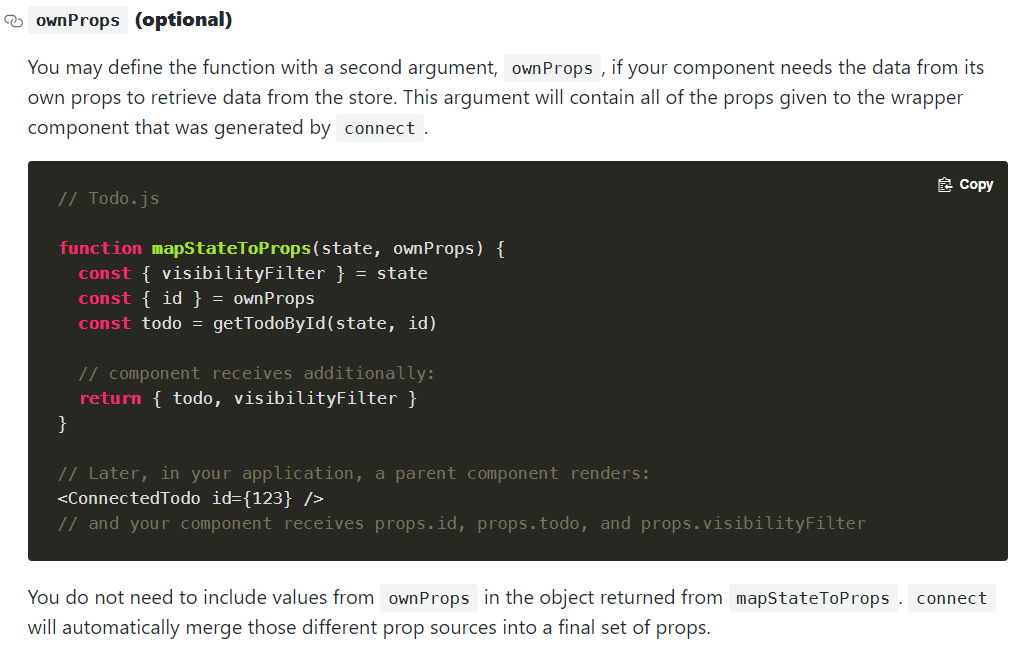 ownProps (optional)
You may define the function with a second argument, ownProps, if your component needs the data from its
own props to retrieve data from the store. This argument will contain all of the props given to the wrapper
component that was generated by connect.
Copy
// Todo.js
function mapStateToProps(state, ownProps) {
  const { visibilityFilter } = state
  const { id } = ownProps
  const todo = getTodoById(state, id)
  // component receives additionally:
  return { todo, visibilityFilter }
}
// Later, in your application, a parent component renders:
<ConnectedTodo id={123} />
// and your component receives props.id, props.todo, and props.visibilityFilter
You do not need to include values from ownProps in the object returned from mapStateToProps. connect
will automatically merge those different prop sources into a final set of props.